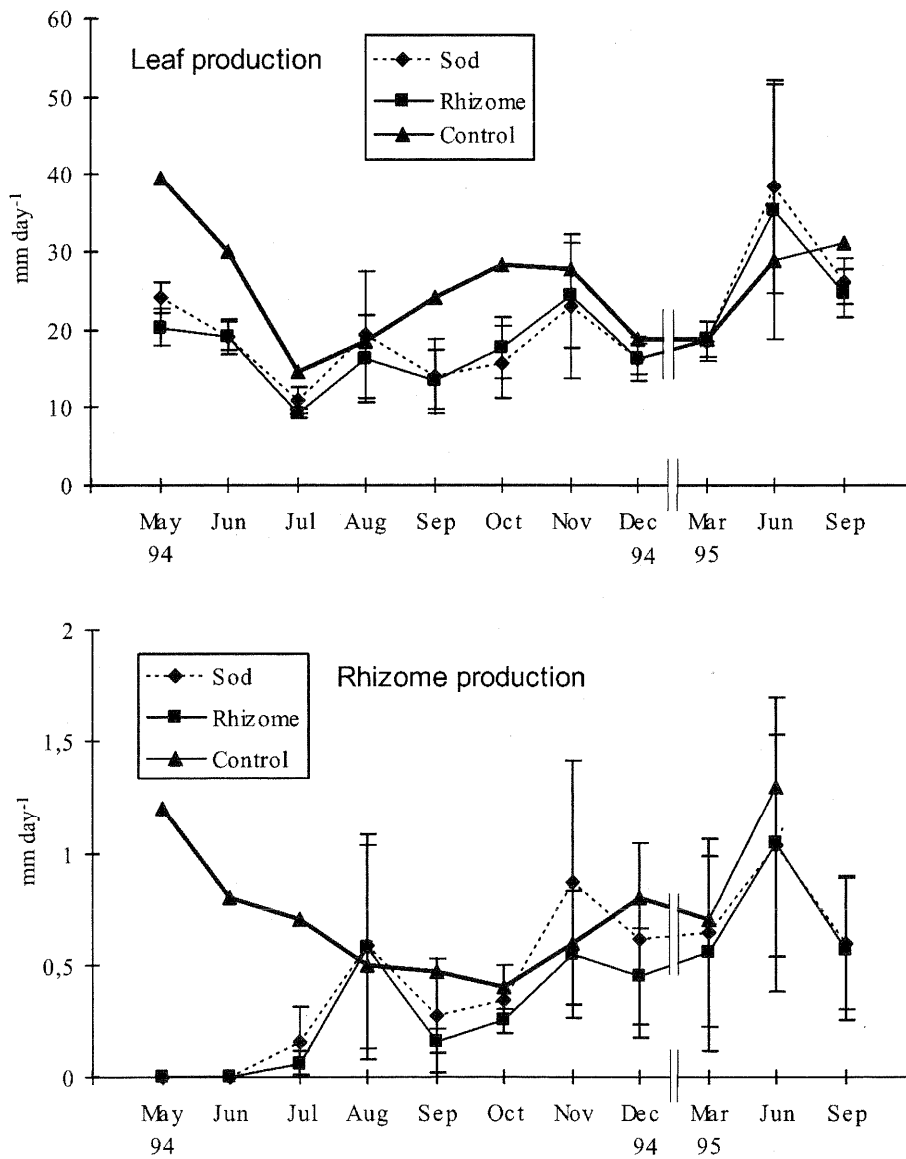 60
Leaf production
Sod
Rhizome
Control
50
40
30
20
10
0
mm day-1
May Jun Jul Aug Sep Oct Nov Dec Mar Jun Sep
94 94 95
2
Sod
Rhizome
Control
Rhizome production
1,5
1
0,5
0
mm day-1
May Jun Jul Aug Sep Oct Nov Dec Mar Jun Sep
94 94 95